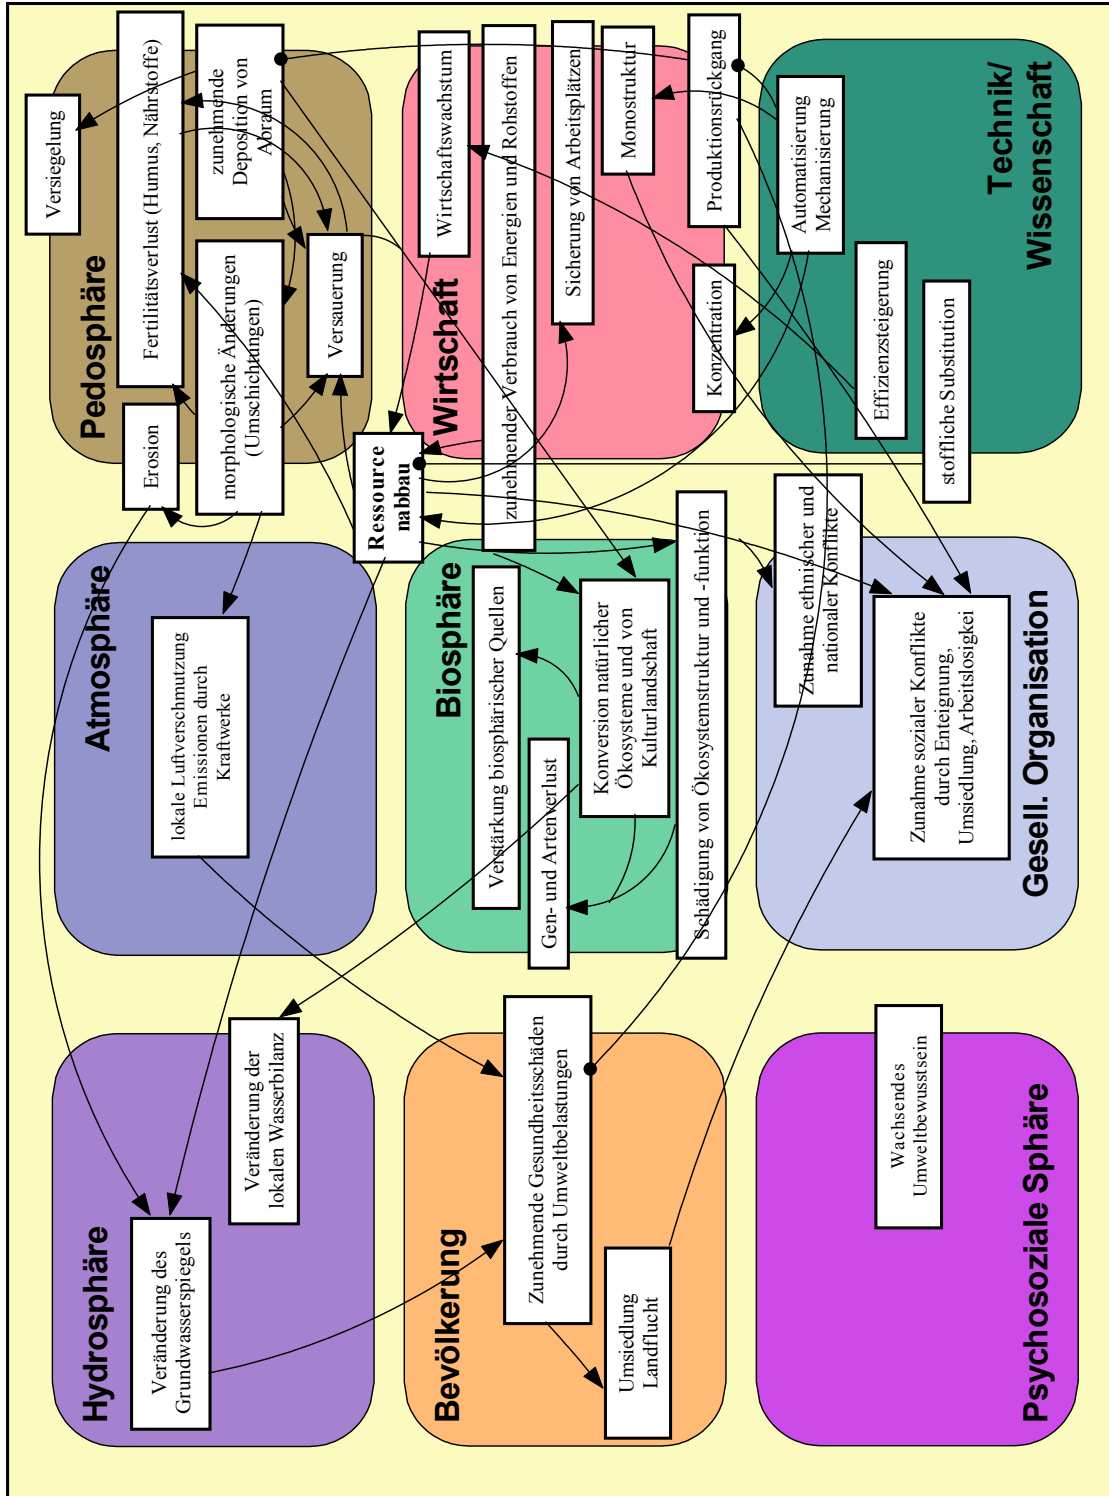 Hydrosphäre
Veränderung des
Grundwasserspiegels
Veränderung der
lokalen Wasserbilanz
Atmosphäre
lokale Luftverschmutzung
Emissionen durch
Kraftwerke
Pedosphäre
Versiegelung
Fertilitätsverlust (Humus, Nährstoffe)
zunehmende
Deposition von
Abraum
Erosion
morphologische Änderungen
(Umschichtungen)
Versauerung
Ressource
nabbau
Bevölkerung
Zunehmende Gesundheitsschäden
durch Umweltbelastungen
Umsiedlung
Landflucht
Biosphäre
Verstärkung biosphärischer Quellen
Gen- und Artenverlust
Konversion natürlicher
Ökosysteme und von
Kulturlandschaft
Schädigung von Ökosystemstruktur und -funktion
Wirtschaft
Wirtschaftswachstum
zunehmender Verbrauch von Energien und Rohstoffen
Sicherung von Arbeitsplätzen
Monostruktur
Produktionsrückgang
Konzentration
Psychosoziale Sphäre
Wachsendes
Umweltbewusstsein
Gesell. Organisation
Zunahme ethnischer und
nationaler Konflikte
Zunahme sozialer Konflikte
durch Enteignung,
Umsiedlung, Arbeitslosigkei
Technik/
Wissenschaft
Automatisierung
Mechanisierung
Effizienzsteigerung
stoffliche Substitution